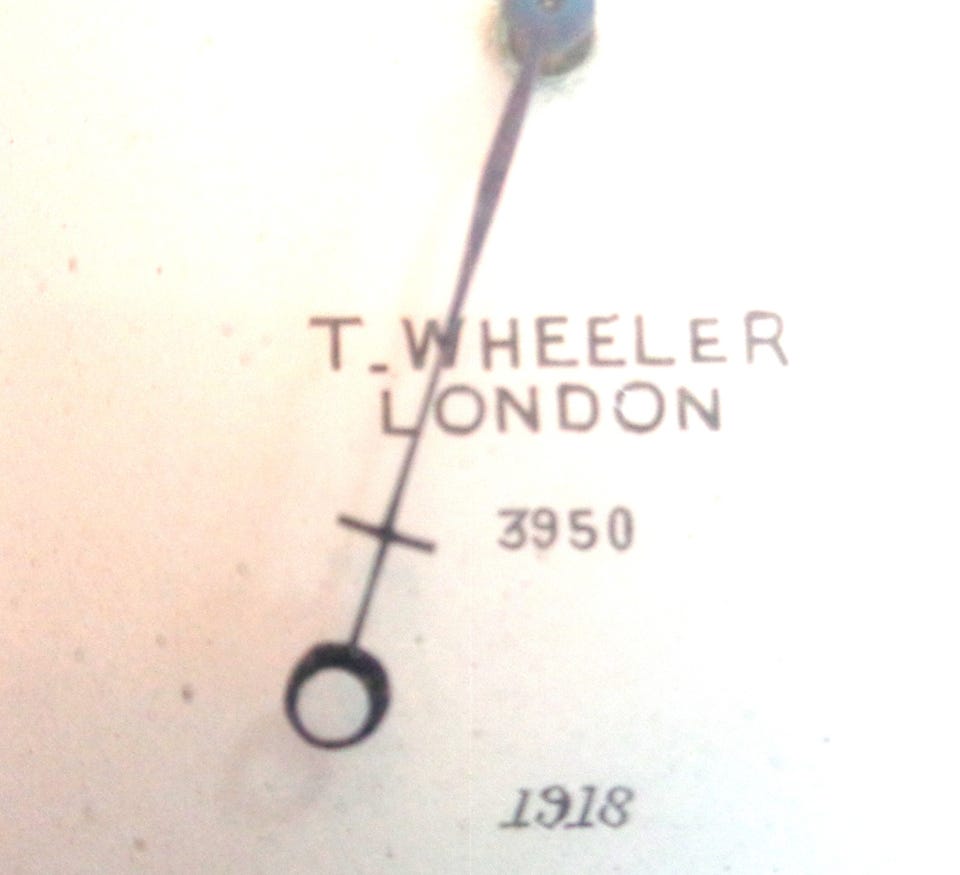 T. WHEELER
LONDON
3950
1918